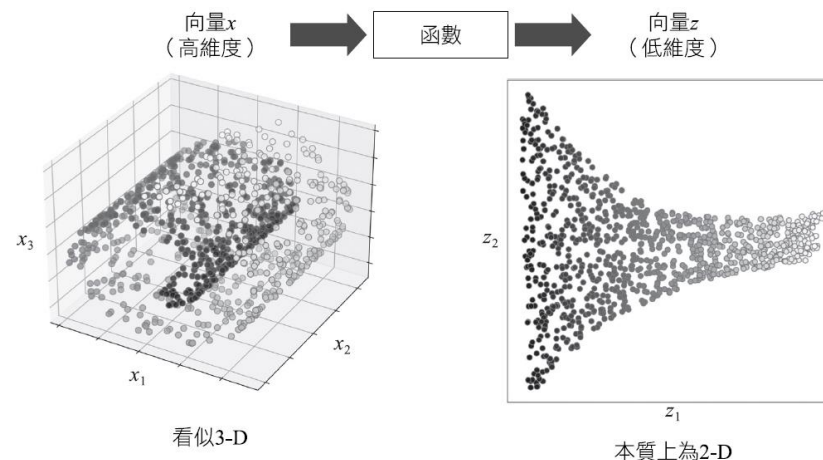 向量x
（高維度）
函數
向量z
（低維度）
x3
x1
x2
看似3-D
z2
z1
本質上為2-D